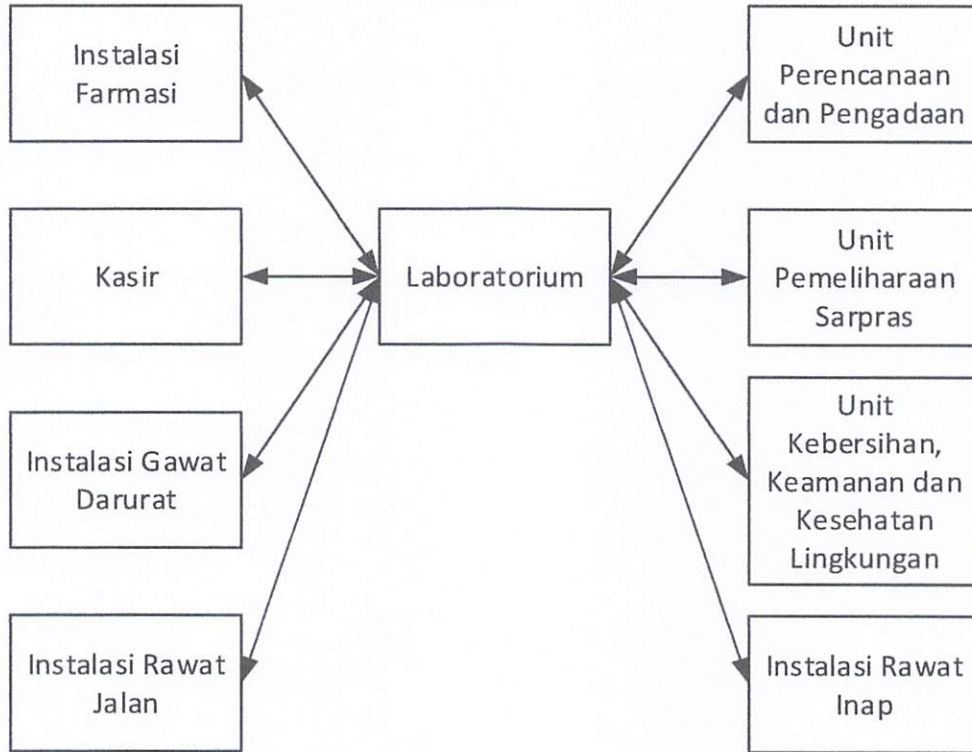 Instalasi
Farmasi
Kasir
Instalasi Gawat
Darurat
Instalasi Rawat
Jalan
Laboratorium
Unit
Perencanaan
dan Pengadaan
Unit
Pemeliharaan
Sarpras
Unit
Kebersihan,
Keamanan dan
Kesehatan
Lingkungan
Instalasi Rawat
Inap